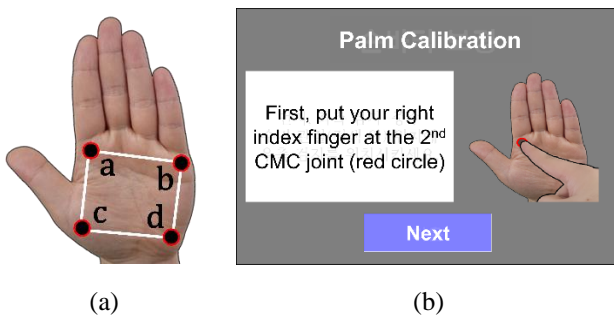 a
b
c
d
Palm Calibration
First, put your right
index finger at the 2nd
CMC joint (red circle)
Next
(a)
(b)